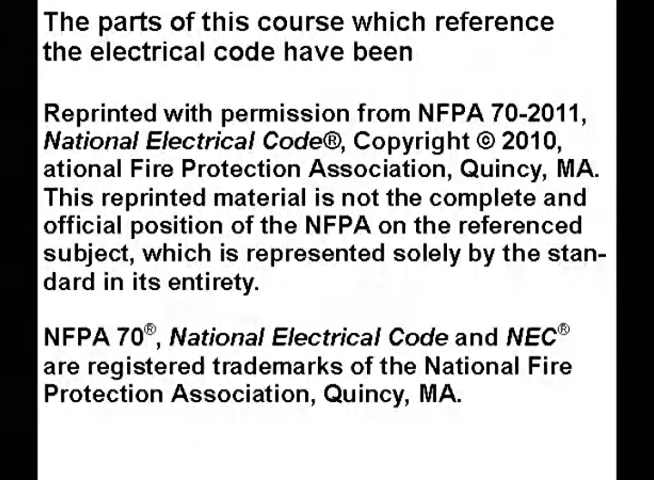 The parts of this course which reference
the electrical code have been
Reprinted with permission from NFPA 70-2011,
National Electrical Code®, Copyright © 2010,
ational Fire Protection Association, Quincy, MA.
This reprinted material is not the complete and
official position of the NFPA on the referenced
subject, which is represented solely by the stan-
dard in its entirety.
NFPA 70®, National Electrical Code and NEC®
are registered trademarks of the National Fire
Protection Association, Quincy, MA.